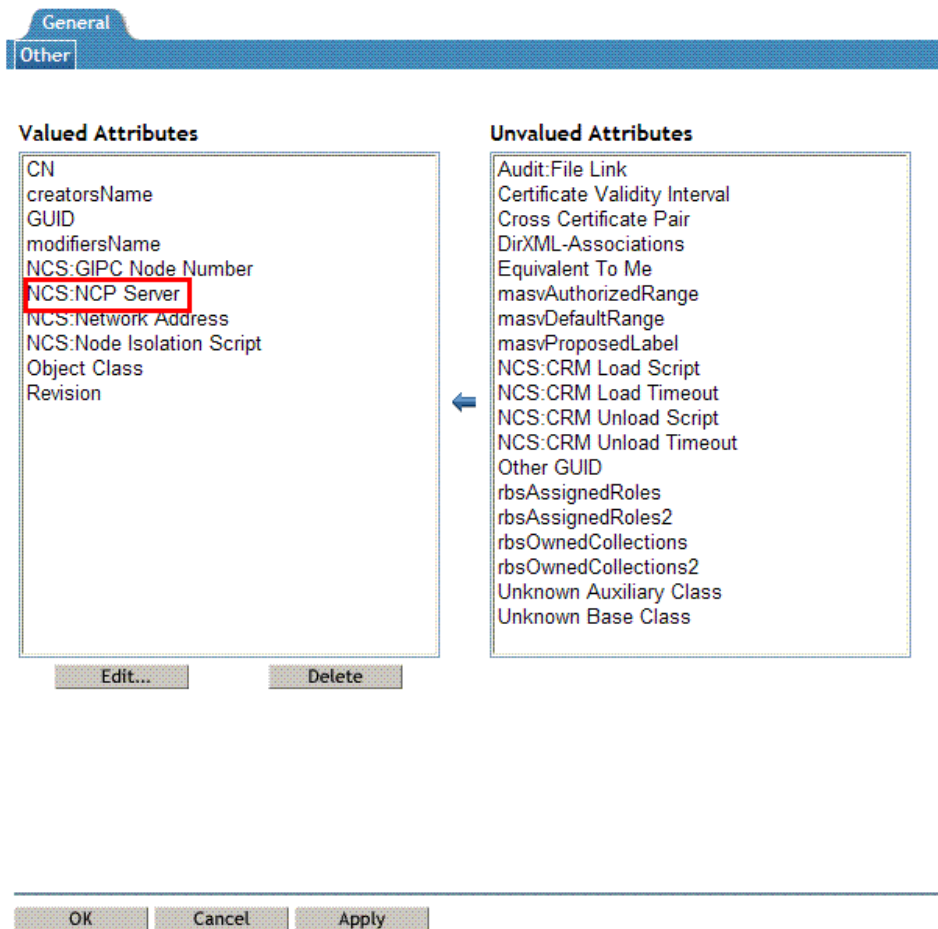 General
Other
Valued Attributes
CN
creatorsName
GUID
modifiersName
NCS:GIPC Node Number
NCS:NCP Server
NCS:Network Address
NCS:Node Isolation Script
Object Class
Revision
Edit...
Delete
Unvalued Attributes
Audit:File Link
Certificate Validity Interval
Cross Certificate Pair
DirXML-Associations
Equivalent To Me
masvAuthorizedRange
masvDefaultRange
masvProposedLabel
NCS:CRM Load Script
NCS:CRM Load Timeout
NCS:CRM Unload Script
NCS:CRM Unload Timeout
Other GUID
rbsAssignedRoles
rbsAssignedRoles2
rbsOwnedCollections
rbsOwnedCollections2
Unknown Auxiliary Class
Unknown Base Class
OK
Cancel
Apply